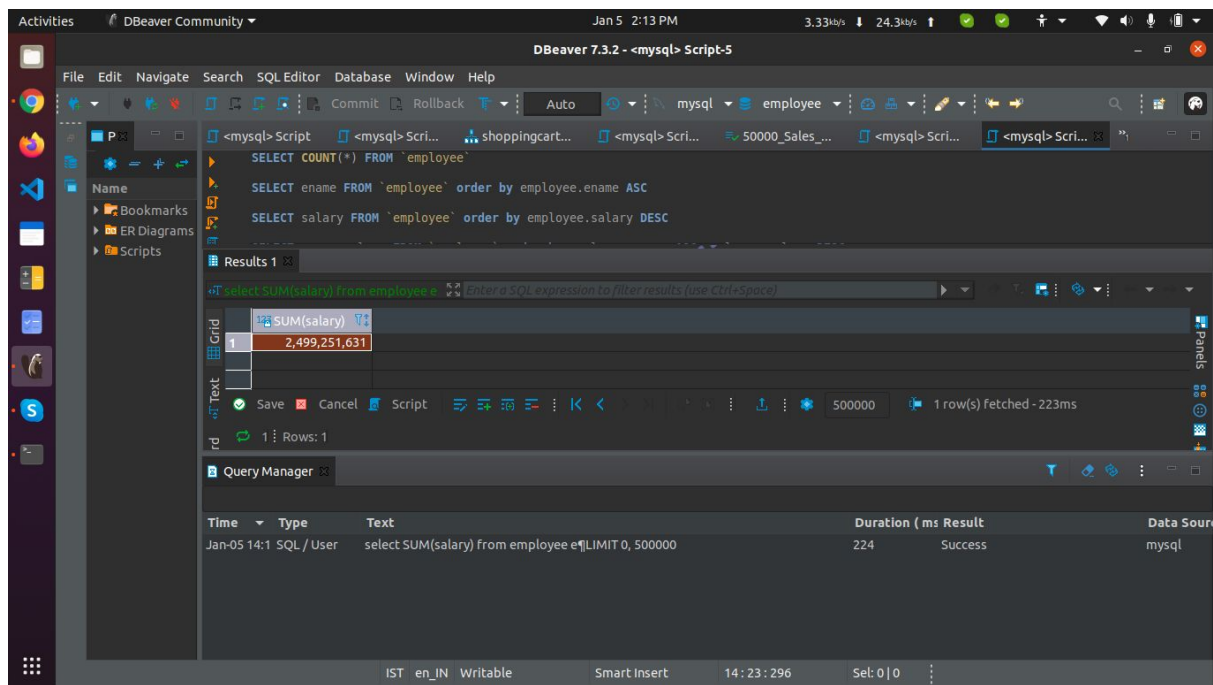 Activities DBeaver Community Jan 5 2:13 PM 3.33kb/s 24.3kb/s
DBeaver 7.3.2 - <mysql> Script-5
File Edit Navigate Search SQL Editor Database Window Help
Commit Rollback Auto mysql employee
P <mysql> Script <mysql> Scri... shoppingcart... <mysql> Scri... 50000_Sales_... <mysql> Scri... <mysql> Scri...
SELECT COUNT(*) FROM `employee`
Name
SELECT ename FROM `employee` order by employee.ename ASC
Bookmarks
SELECT salary FROM `employee` order by employee.salary DESC
ER Diagrams
Scripts
Results 1
select SUM(salary) from employee e Enter a SQL expression to filter results (use Ctrl+Space)
Grid
123 SUM(salary)
Panels
1 2,499,251,631
Text
Save Cancel Script 500000 1 row(s) fetched - 223ms
rd
1 Rows: 1
Query Manager
Time Type Text Duration ( ms Result Data Sour
Jan-05 14:1 SQL / User select SUM(salary) from employee e¶LIMIT 0, 500000 224 Success mysql
IST en_IN Writable Smart Insert 14 : 23 : 296 Sel: 0 | 0